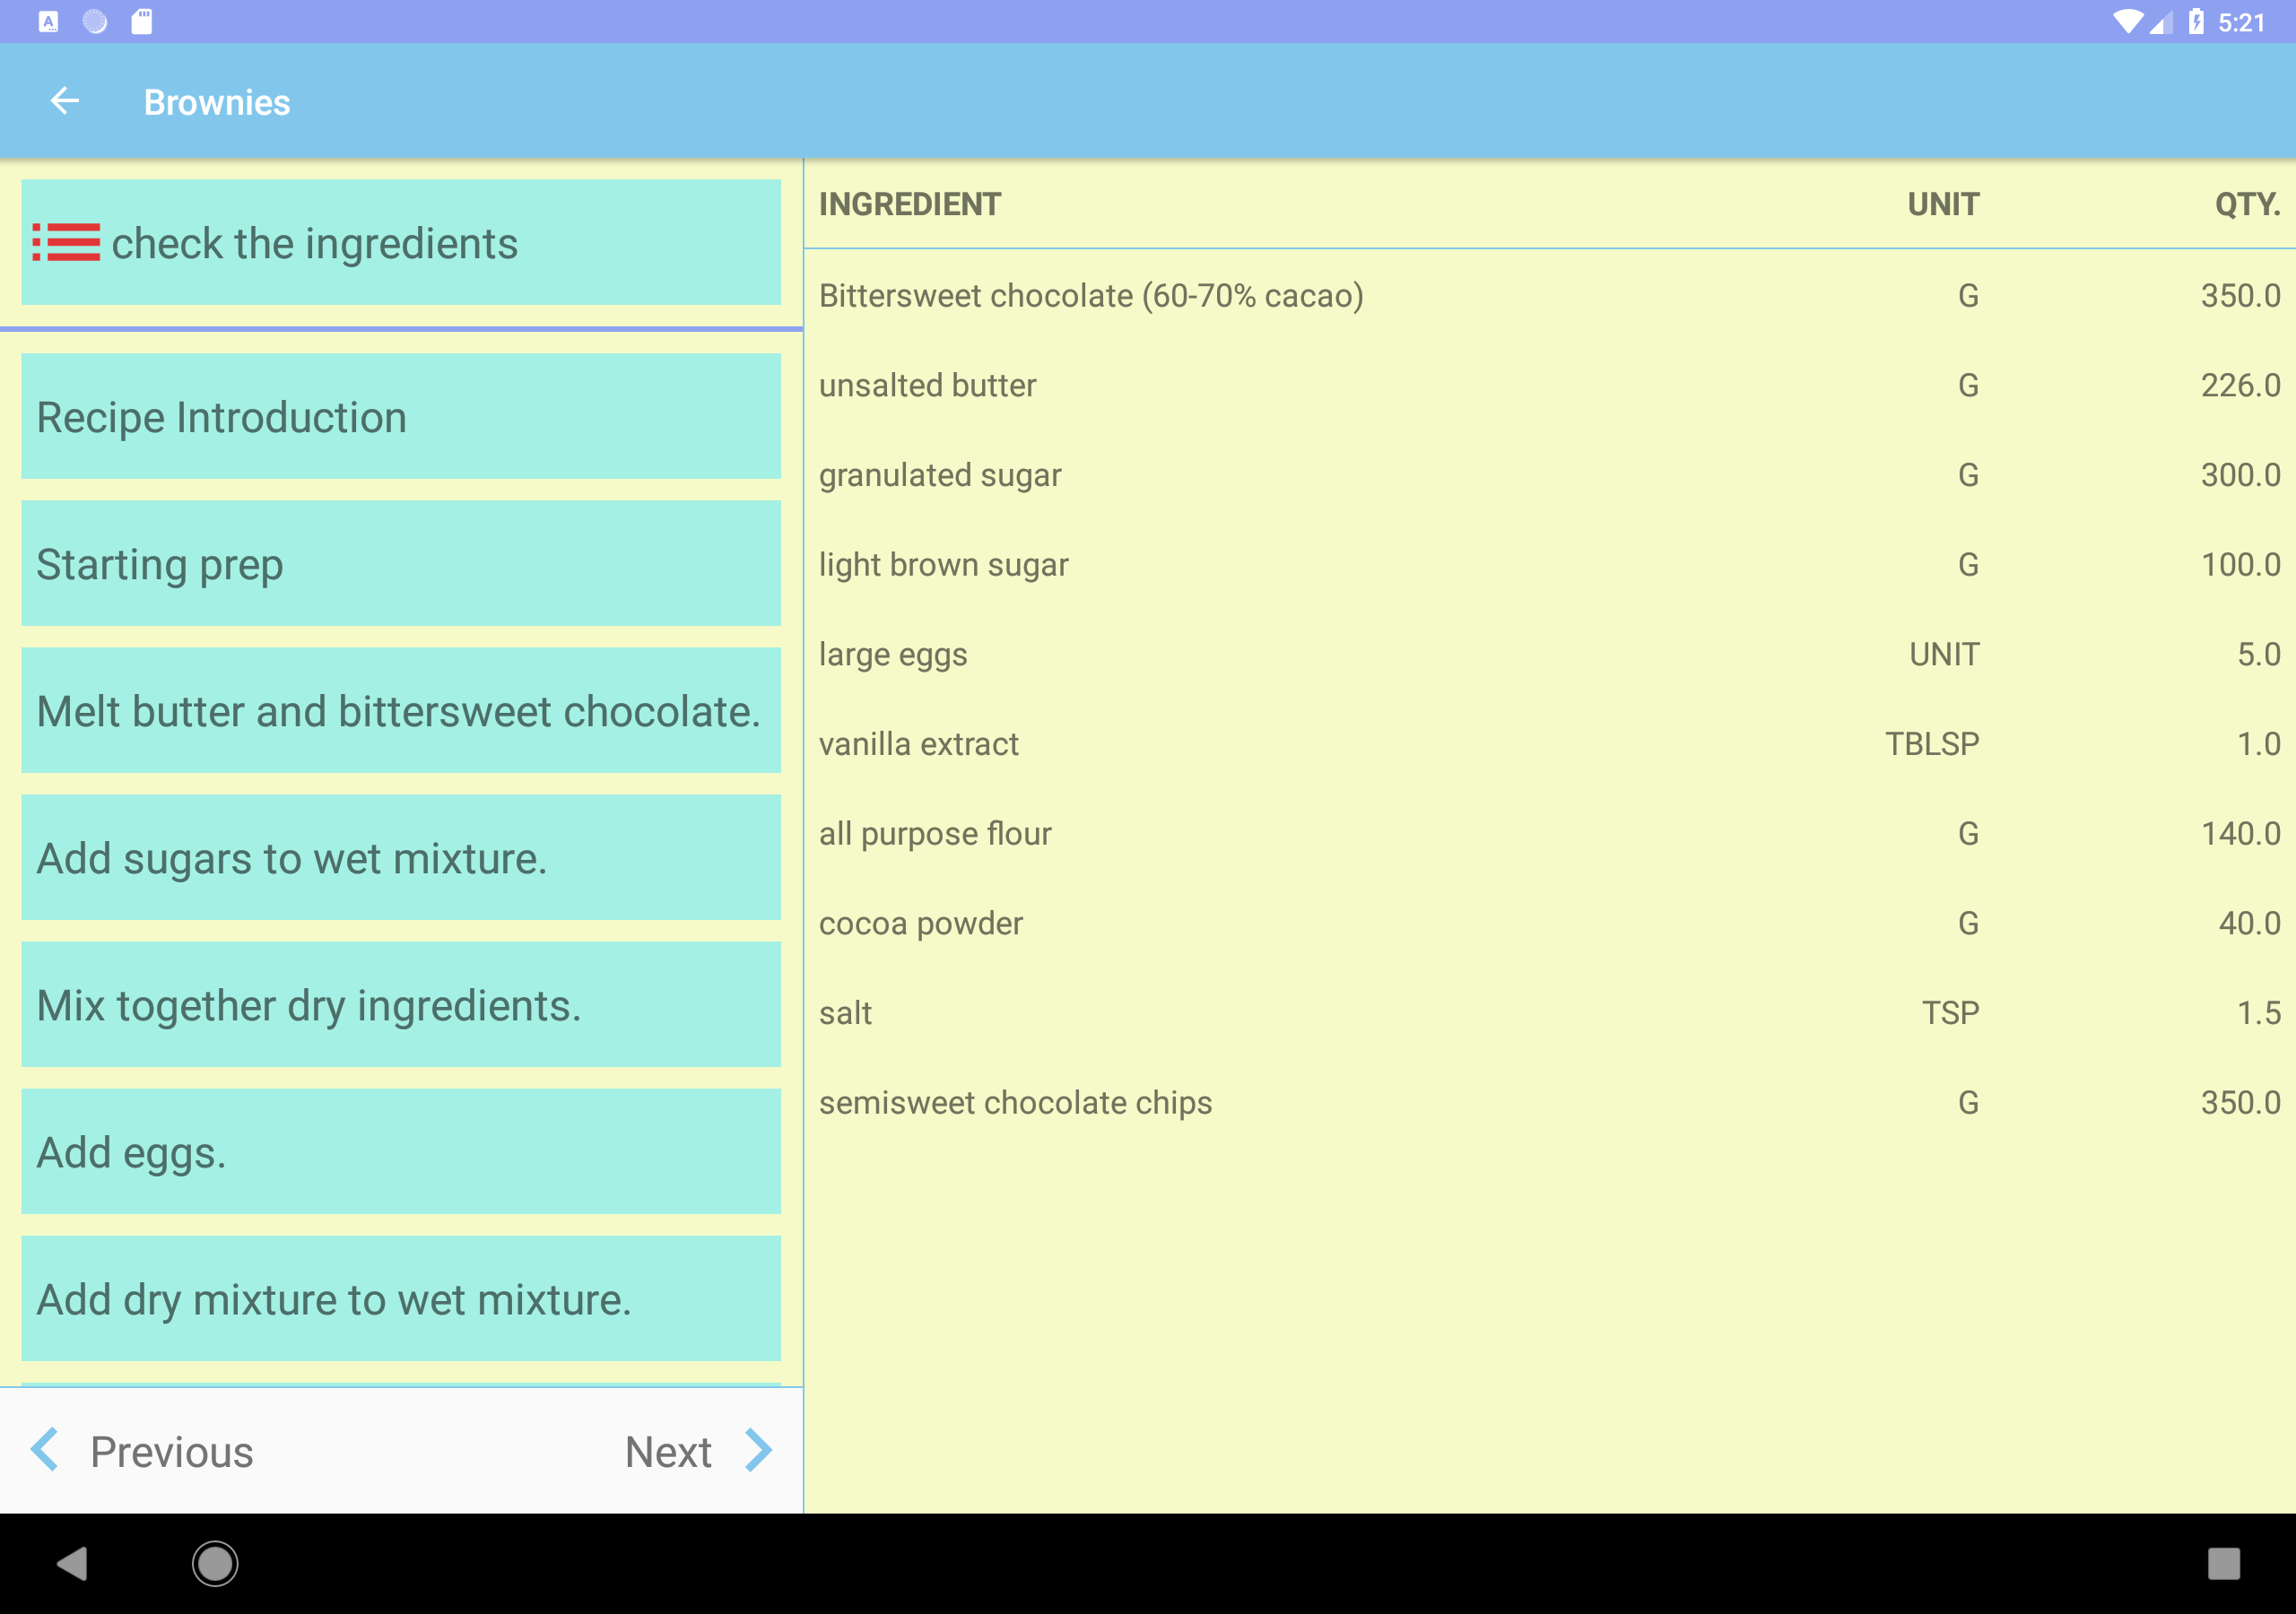 5:21
Brownies
check the ingredients
Recipe Introduction
Starting prep
Melt butter and bittersweet chocolate.
Add sugars to wet mixture.
Mix together dry ingredients.
Add eggs.
Add dry mixture to wet mixture.
Previous
Next
INGREDIENT UNIT QTY.
Bittersweet chocolate (60-70% cacao) G 350.0
unsalted butter G 226.0
granulated sugar G 300.0
light brown sugar G 100.0
large eggs UNIT 5.0
vanilla extract TBLSP 1.0
all purpose flour G 140.0
cocoa powder G 40.0
salt TSP 1.5
semisweet chocolate chips G 350.0